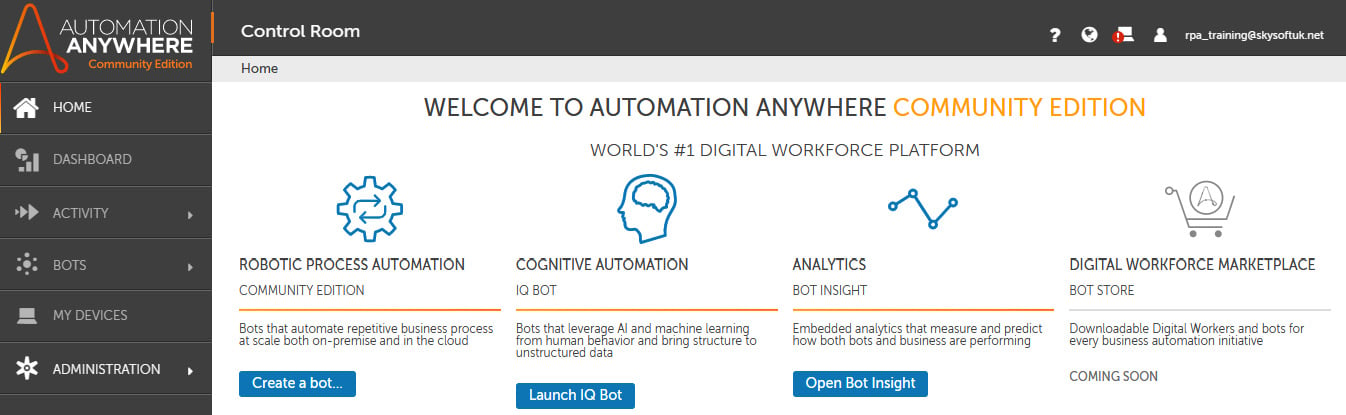 AUTOMATION
ANYWHERE
Community Edition
Control Room
? ! rpa_training@skysoftuk.net
Home
HOME
DASHBOARD
ACTIVITY
BOTS
MY DEVICES
ADMINISTRATION
WELCOME TO AUTOMATION ANYWHERE COMMUNITY EDITION
WORLD'S #1 DIGITAL WORKFORCE PLATFORM
ROBOTIC PROCESS AUTOMATION
COMMUNITY EDITION
Bots that automate repetitive business process
at scale both on-premise and in the cloud
Create a bot...
COGNITIVE AUTOMATION
IQ BOT
Bots that leverage AI and machine learning
from human behavior and bring structure to
unstructured data
Launch IQ Bot
ANALYTICS
BOT INSIGHT
Embedded analytics that measure and predict
how both bots and business are performing
Open Bot Insight
DIGITAL WORKFORCE MARKETPLACE
BOT STORE
Downloadable Digital Workers and bots for
every business automation initiative
COMING SOON